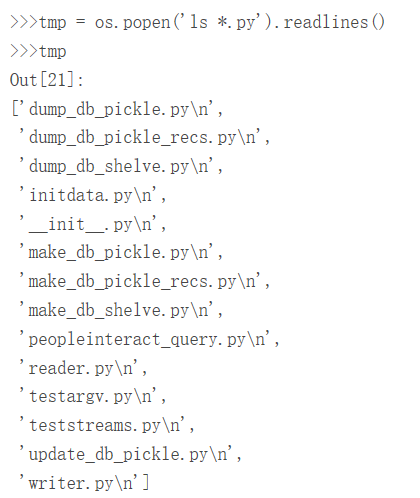 >>>tmp = os.popen('ls *.py').readlines()
>>>tmp
Out[21]:
['dump_db_pickle.py\n',
'dump_db_pickle_recs.py\n',
'dump_db_shelve.py\n',
'initdata.py\n',
'__init__.py\n',
'make_db_pickle.py\n',
'make_db_pickle_recs.py\n',
'make_db_shelve.py\n',
'peopleinteract_query.py\n',
'reader.py\n',
'testargv.py\n',
'teststreams.py\n',
'update_db_pickle.py\n',
'writer.py\n']